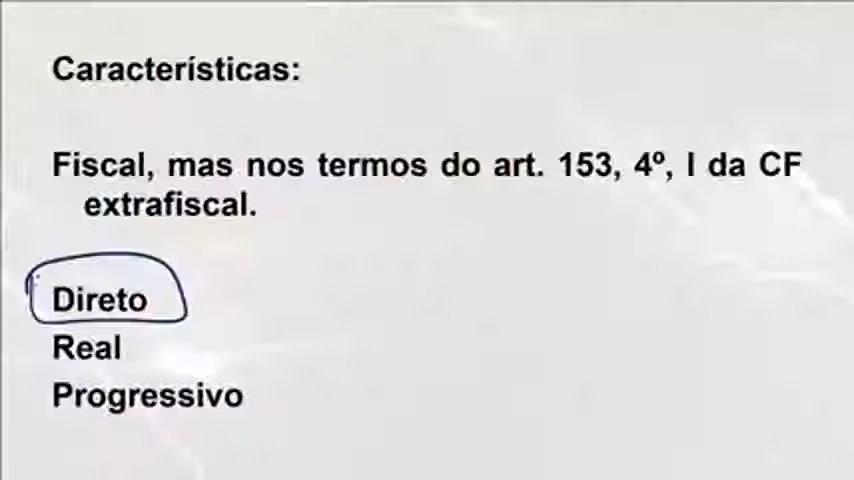 Características:
Fiscal, mas nos termos do art. 153, 4º, I da CF
extrafiscal.
Direto
Real
Progressivo